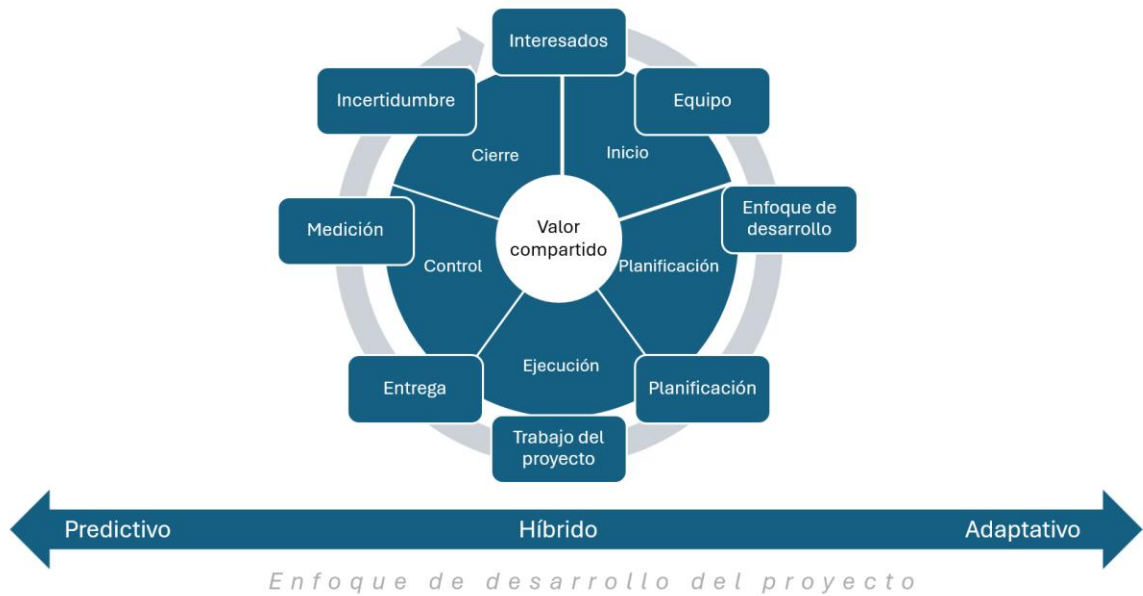 Interesados
Incertidumbre
Equipo
Cierre
Inicio
Medición
Valor
compartido
Enfoque de
desarrollo
Control
Planificación
Ejecución
Entrega
Planificación
Trabajo del
proyecto
Predictivo
Híbrido
Adaptativo
Enfoque de desarrollo del proyecto